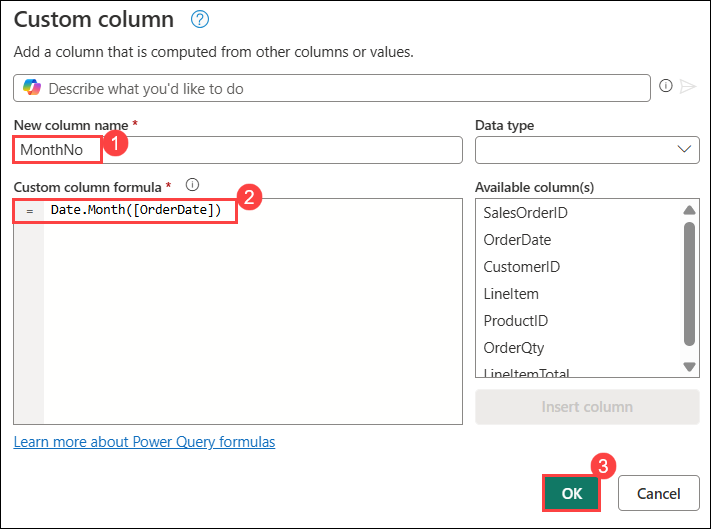 Custom column
Add a column that is computed from other columns or values.
Describe what you'd like to do
New column name *
1
Data type
MonthNo
Custom column formula *
2
Available column(s)
= Date.Month([OrderDate])
SalesOrderID
OrderDate
CustomerID
LineItem
ProductID
OrderQty
LineItemTotal
Insert column
Learn more about Power Query formulas
3
OK
Cancel